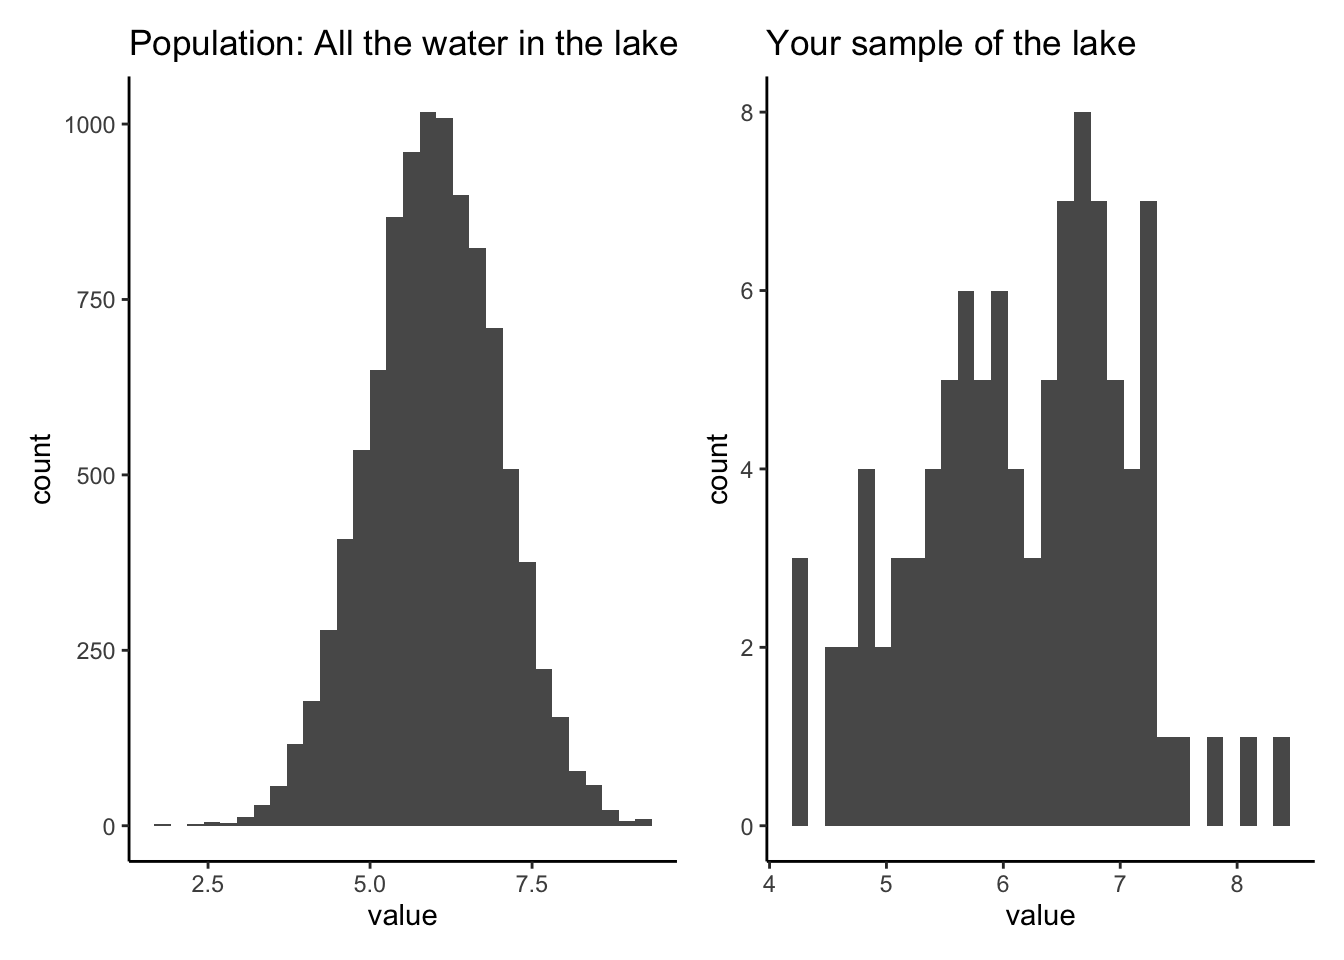 Population: All the water in the lake
1000
750
500
250
0
count
2.5 5.0 7.5
value
Your sample of the lake
8
6
4
2
0
count
4 5 6 7 8
value